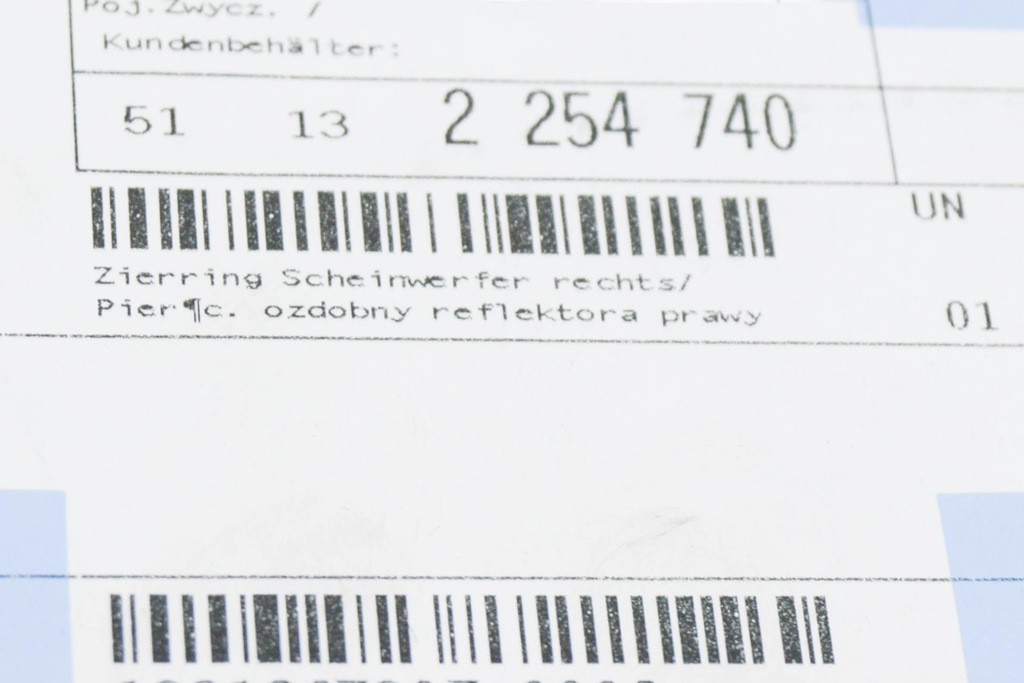 Poj.Zwycz. /
Kundenbehälter:
51 13 2 254 740
UN
Zierring Scheinwerfer rechts/
Pier¶c. ozdobny reflektora prawy
01